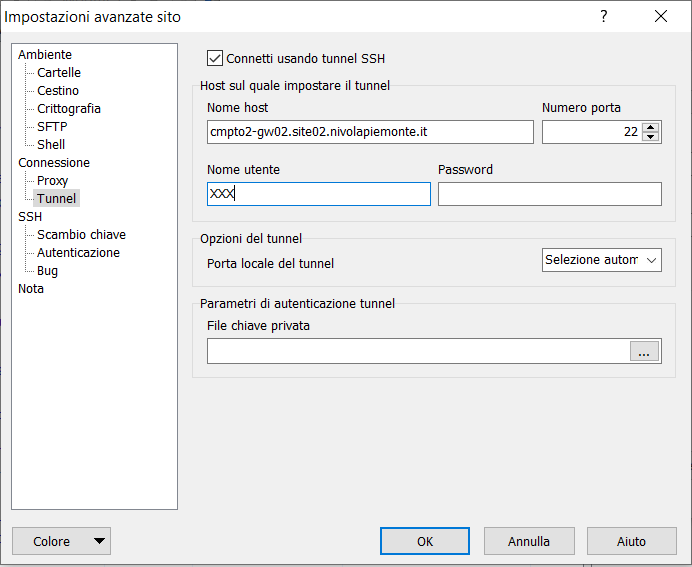 Impostazioni avanzate sito
?
Ambiente
Cartelle
Cestino
Crittografia
SFTP
Shell
Connessione
Proxy
Tunnel
SSH
Scambio chiave
Autenticazione
Bug
Nota
Connetti usando tunnel SSH
Host sul quale impostare il tunnel
Nome host Numero porta
cmpto2-gw02.site02.nivolapiemonte.it 22
Nome utente Password
XXX
Opzioni del tunnel
Porta locale del tunnel Selezione autom
Parametri di autenticazione tunnel
File chiave privata
...
Colore OK Annulla Aiuto